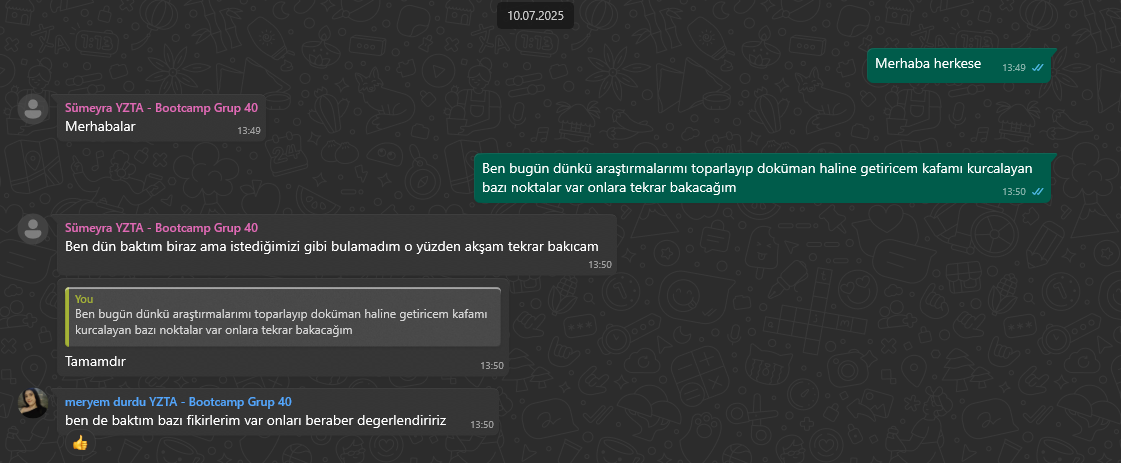 10.07.2025
Merhaba herkese 13:49
Sümeyra YZTA - Bootcamp Grup 40
Merhabalar 13:49
Ben bugün dünkü araştırmalarımı toparlayıp doküman haline getiricem kafamı kurcalayan
bazı noktalar var onlara tekrar bakacağım 13:50
Sümeyra YZTA - Bootcamp Grup 40
Ben dün baktım biraz ama istediğimizi gibi bulamadım o yüzden akşam tekrar bakıcam
13:50
You
Ben bugün dünkü araştırmalarımı toparlayıp doküman haline getiricem kafamı
kurcalayan bazı noktalar var onlara tekrar bakacağım
Tamamdır 13:50
meryem durdu YZTA - Bootcamp Grup 40
ben de baktım bazı fikirlerim var onları beraber degerlendiririz 13:50